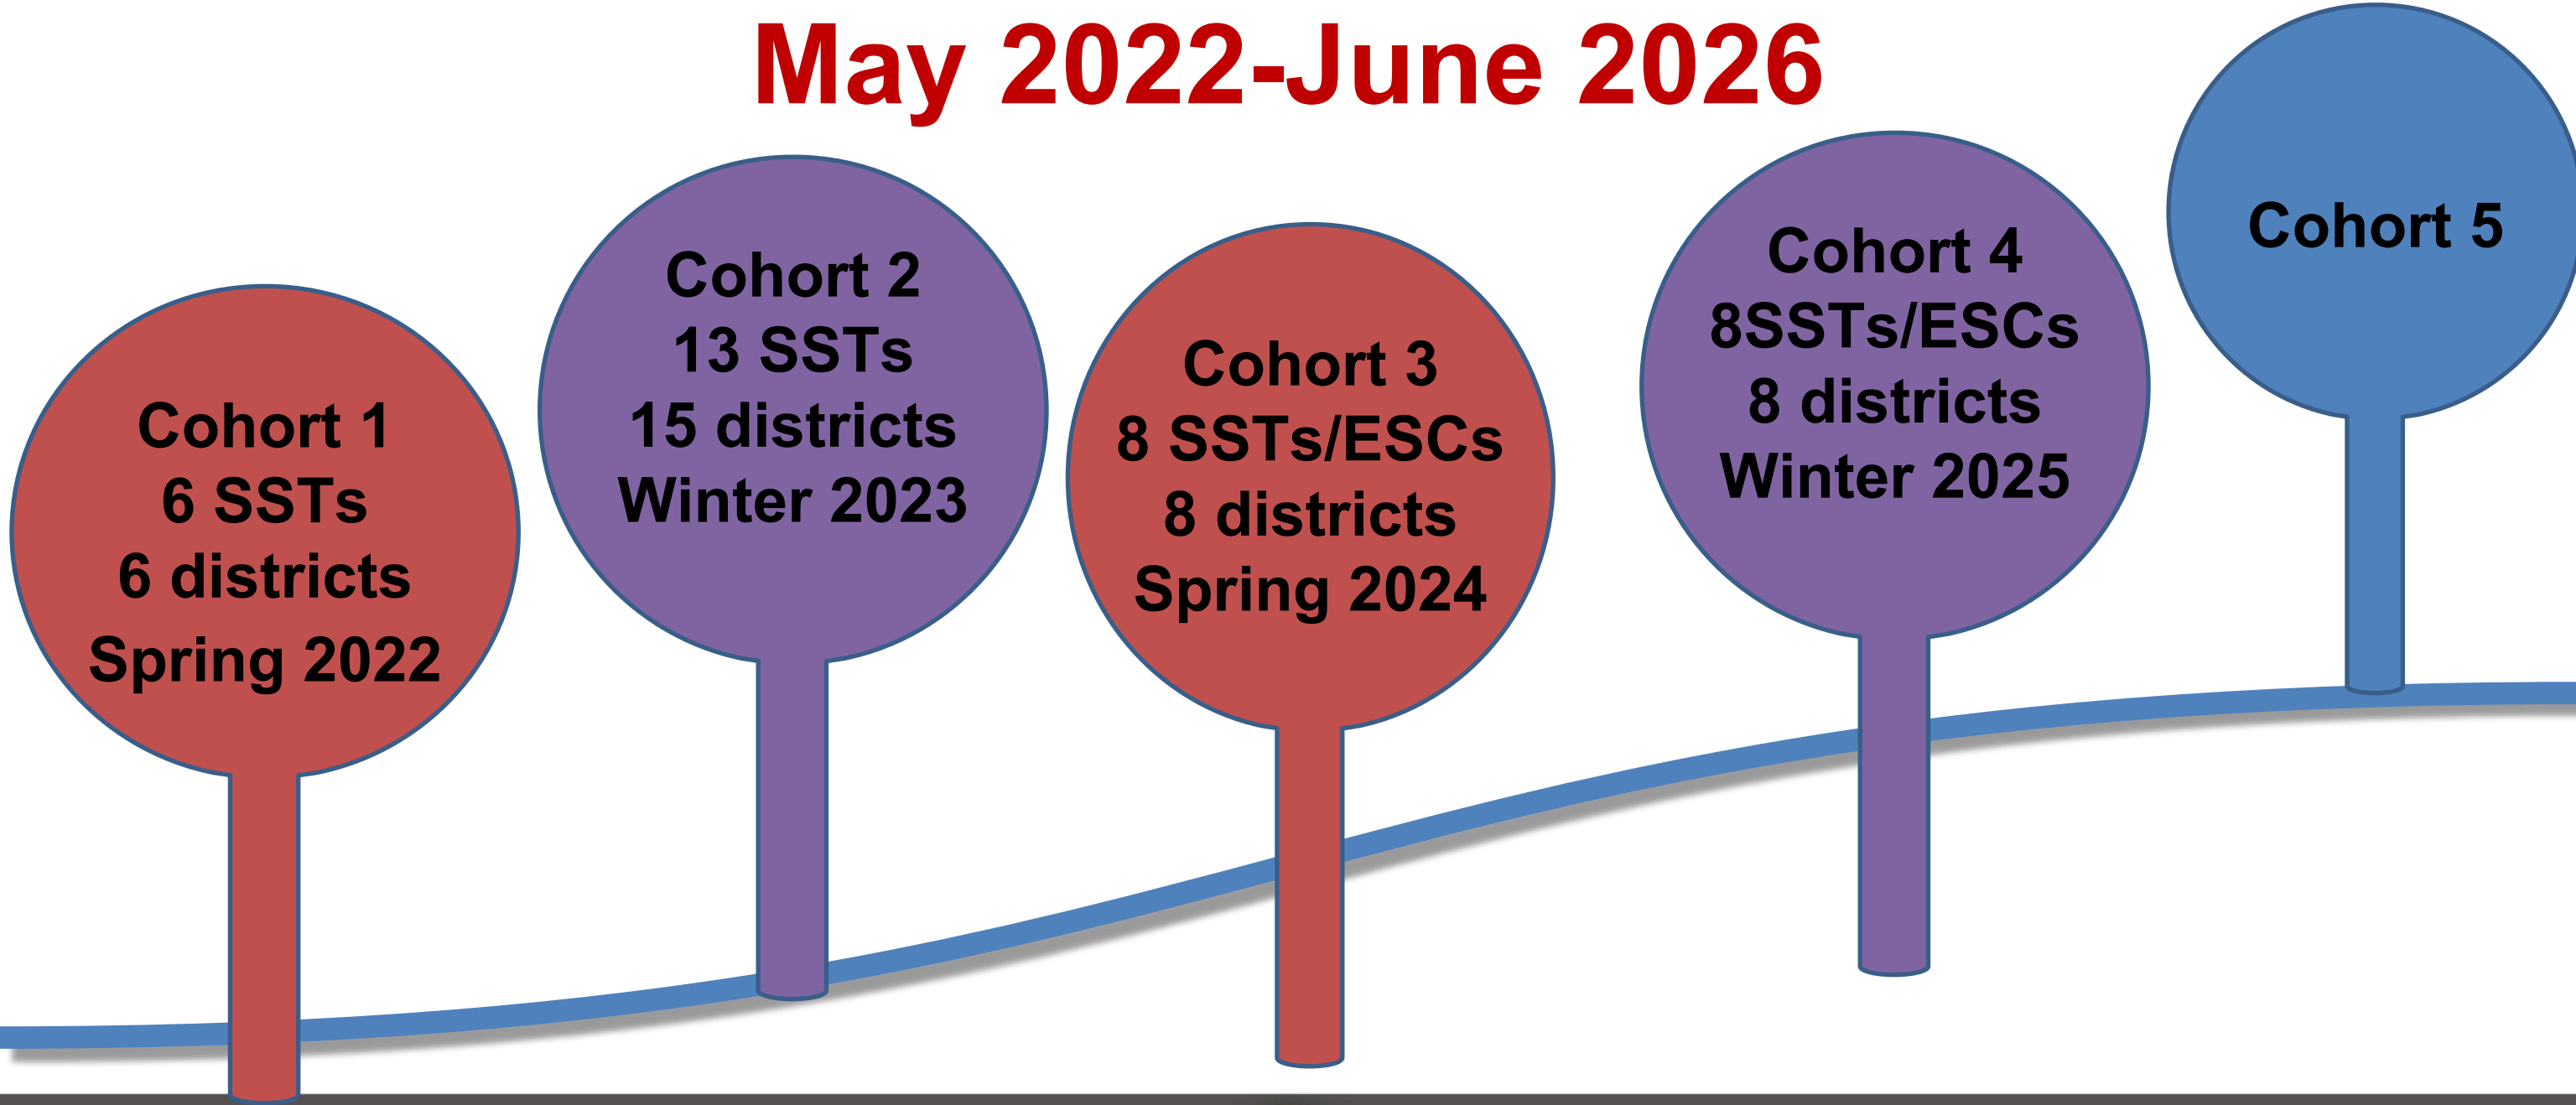 May 2022-June 2026
Cohort 1
6 SSTs
6 districts
Spring 2022
Cohort 2
13 SSTs
15 districts
Winter 2023
Cohort 3
8 SSTs/ESCs
8 districts
Spring 2024
Cohort 4
8SSTs/ESCs
8 districts
Winter 2025
Cohort 5